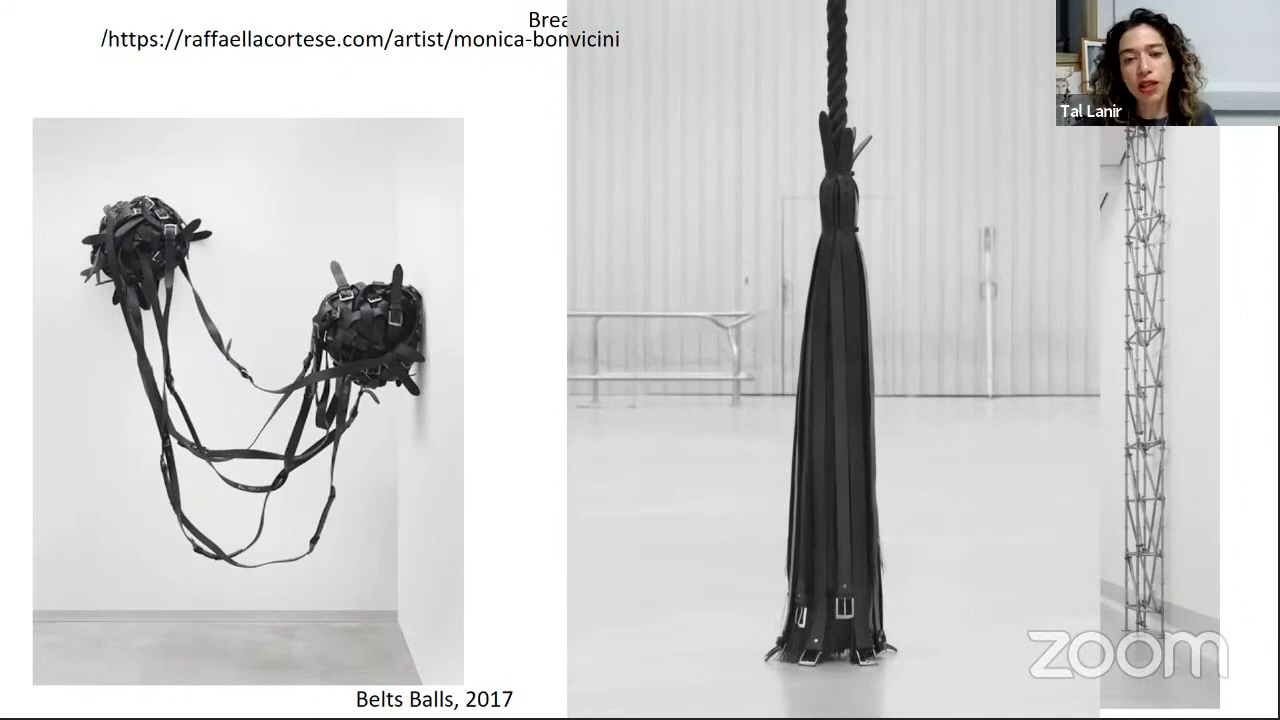 Brea
/https://raffaellacortese.com/artist/monica-bonvicini
Tal Lanir
Belts Balls, 2017
zoom